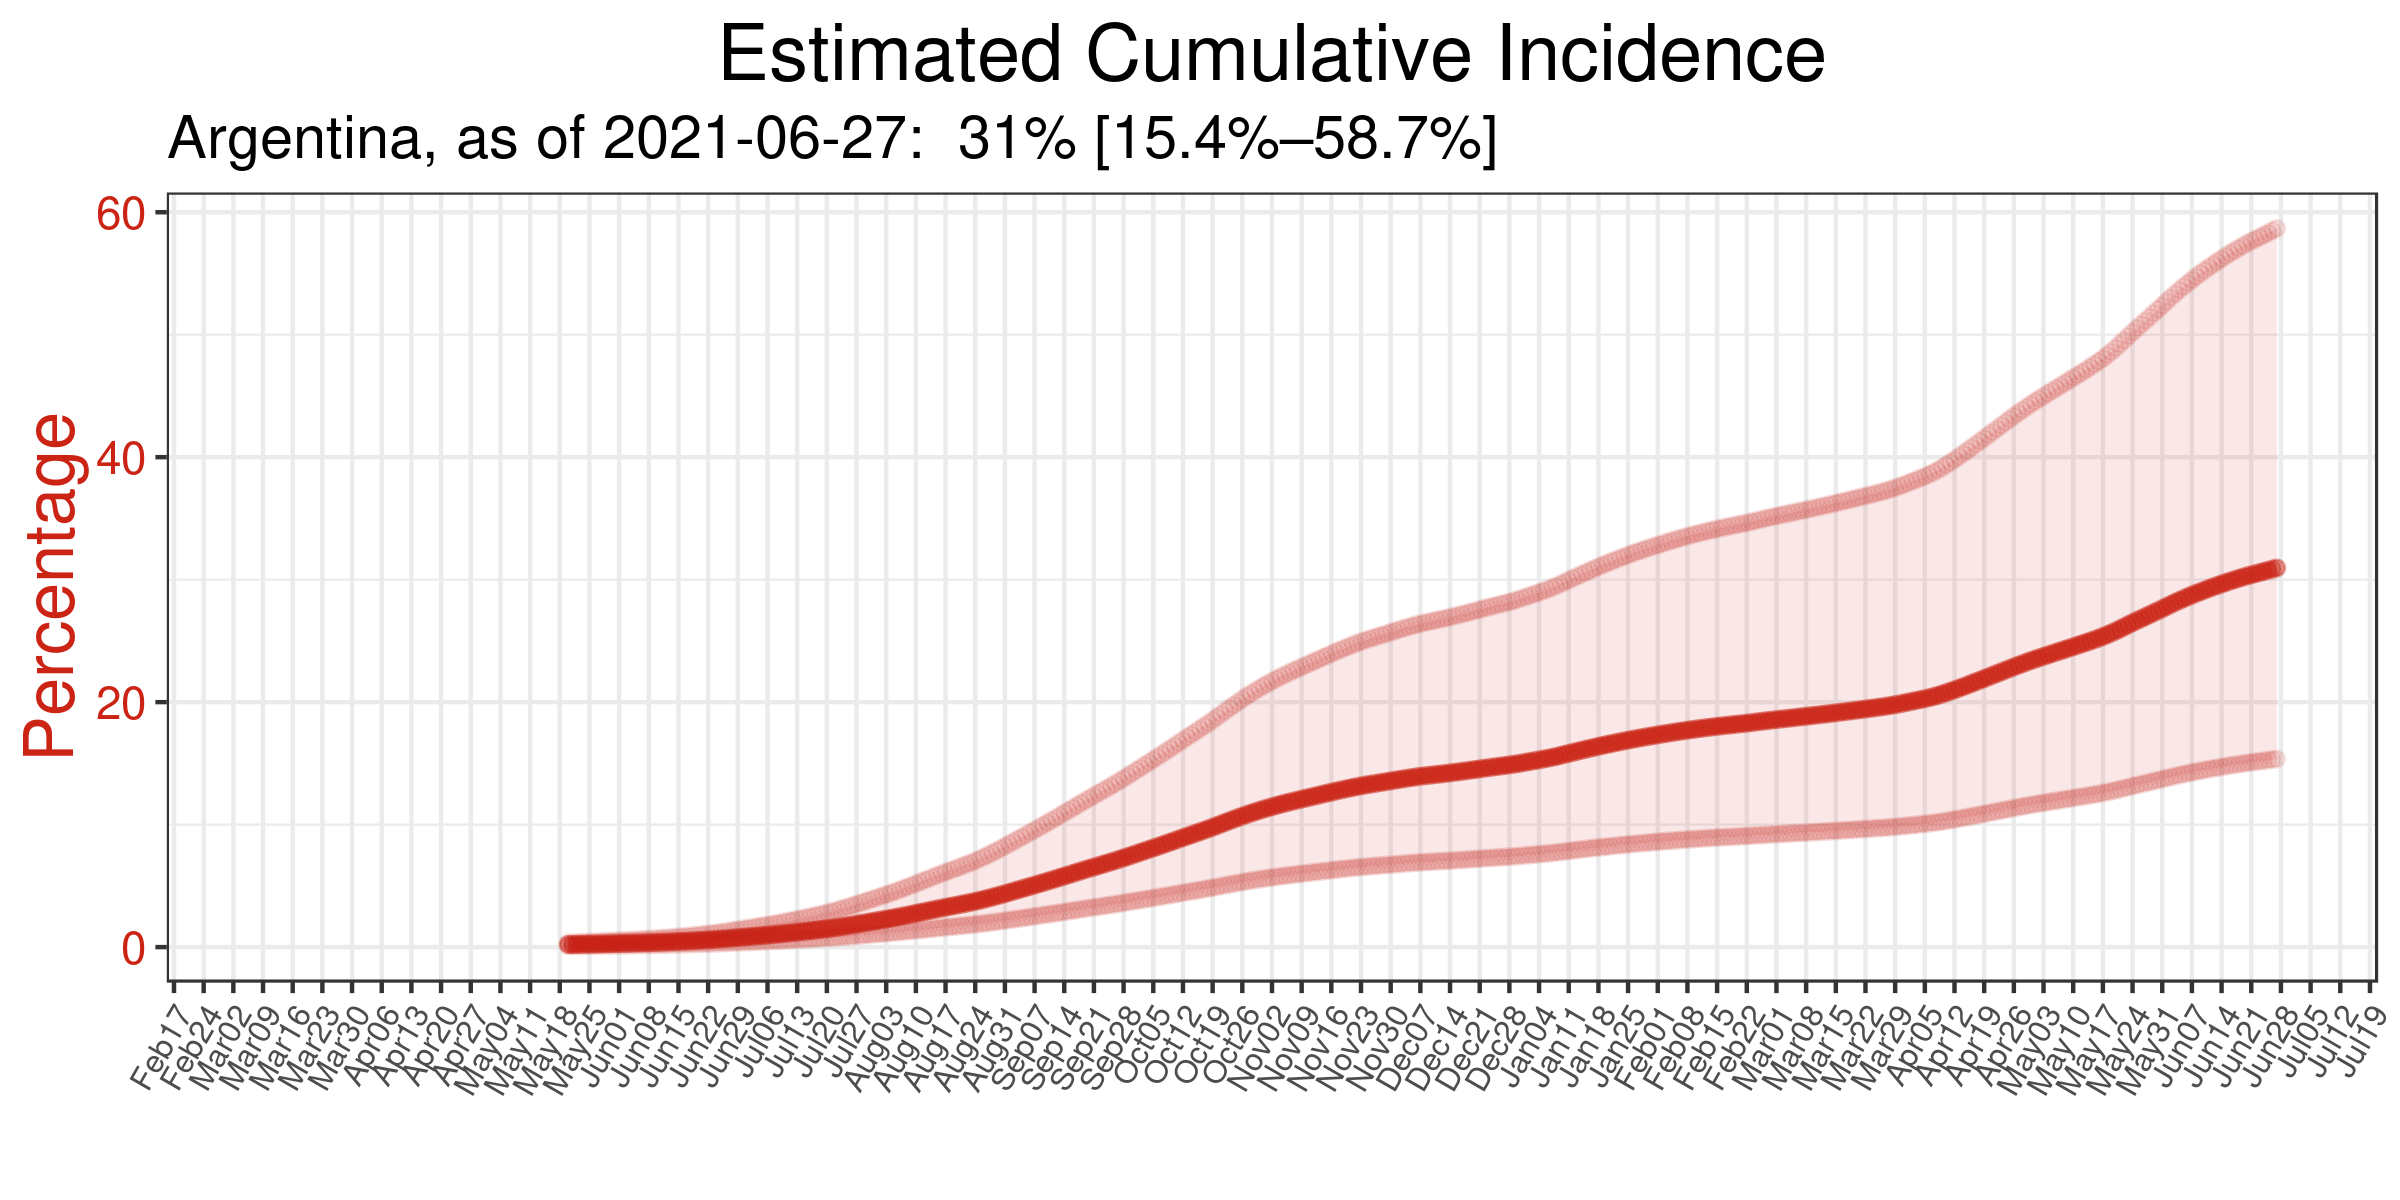 Estimated Cumulative Incidence
Argentina, as of 2021-06-27:  31% [15.4%–58.7%]
Percentage
60
40
20
0
Feb17
Feb24
Mar02
Mar09
Mar16
Mar23
Mar30
Apr06
Apr13
Apr20
Apr27
May04
May11
May18
May25
Jun01
Jun08
Jun15
Jun22
Jun29
Jul06
Jul13
Jul20
Jul27
Aug03
Aug10
Aug17
Aug24
Aug31
Sep07
Sep14
Sep21
Sep28
Oct05
Oct12
Oct19
Oct26
Nov02
Nov09
Nov16
Nov23
Nov30
Dec07
Dec14
Dec21
Dec28
Jan04
Jan11
Jan18
Jan25
Feb01
Feb08
Feb15
Feb22
Mar01
Mar08
Mar15
Mar22
Mar29
Apr05
Apr12
Apr19
Apr26
May03
May10
May17
May24
May31
Jun07
Jun14
Jun21
Jun28
Jul05
Jul12
Jul19